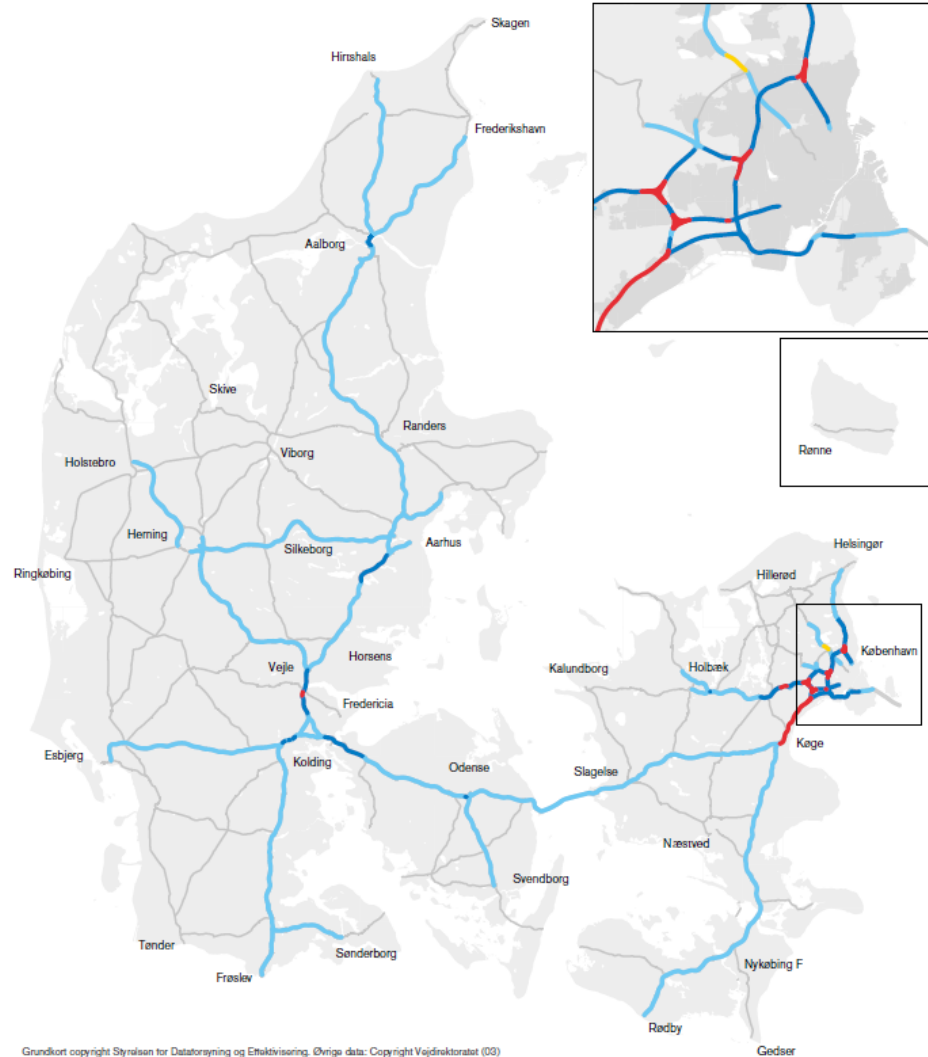 Skagen
Hirtshals
Frederikshavn
Aalborg
Skive
Randers
Rønne
Viborg
Holstebro
Herning
Silkeborg
Aarhus
Helsingør
Ringkøbing
Hillerød
København
Horsens
Vejle
Kalundborg
Holbæk
Fredericia
Køge
Esbjerg
Kolding
Odense
Slagelse
Næstved
Svendborg
Tønder
Sønderborg
Frøslev
Nykøbing F
Rødby
Gedser
Grundkort copyright Styrelsen for Dataforsyning og Effektivisering. Øvrige data: Copyright Vejdirektoratet (03)